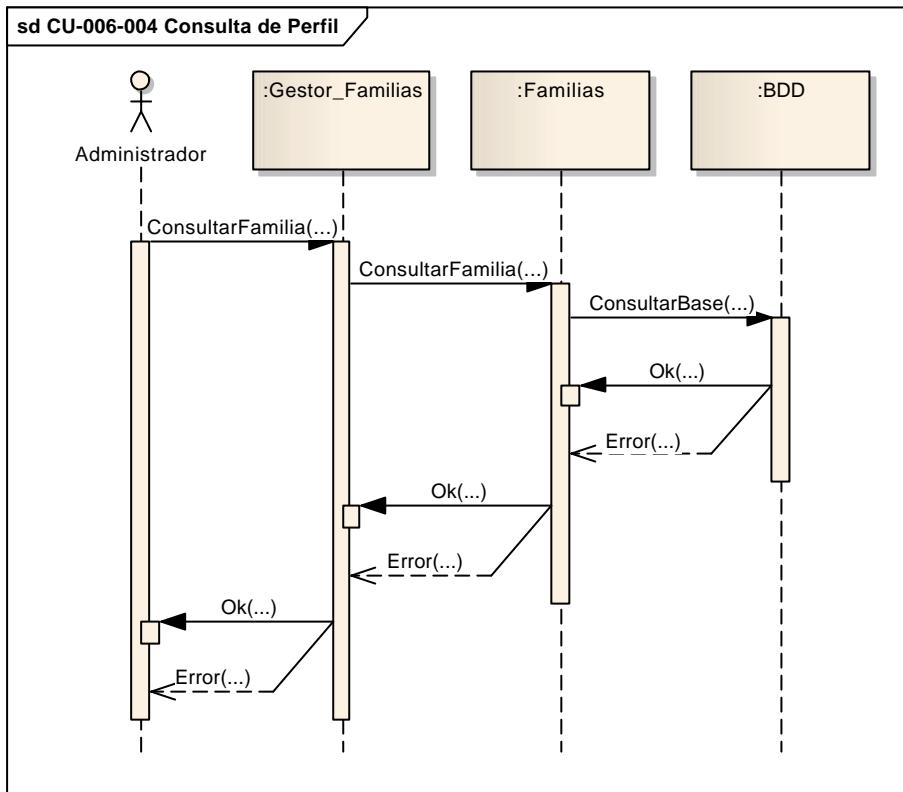 sd CU-006-004 Consulta de Perfil
:Gestor_Familias
:Familias
:BDD
Administrador
ConsultarFamilia(...)
ConsultarFamilia(...)
ConsultarBase(...)
Ok(...)
Error(...)
Ok(...)
Error(...)
Ok(...)
Error(...)